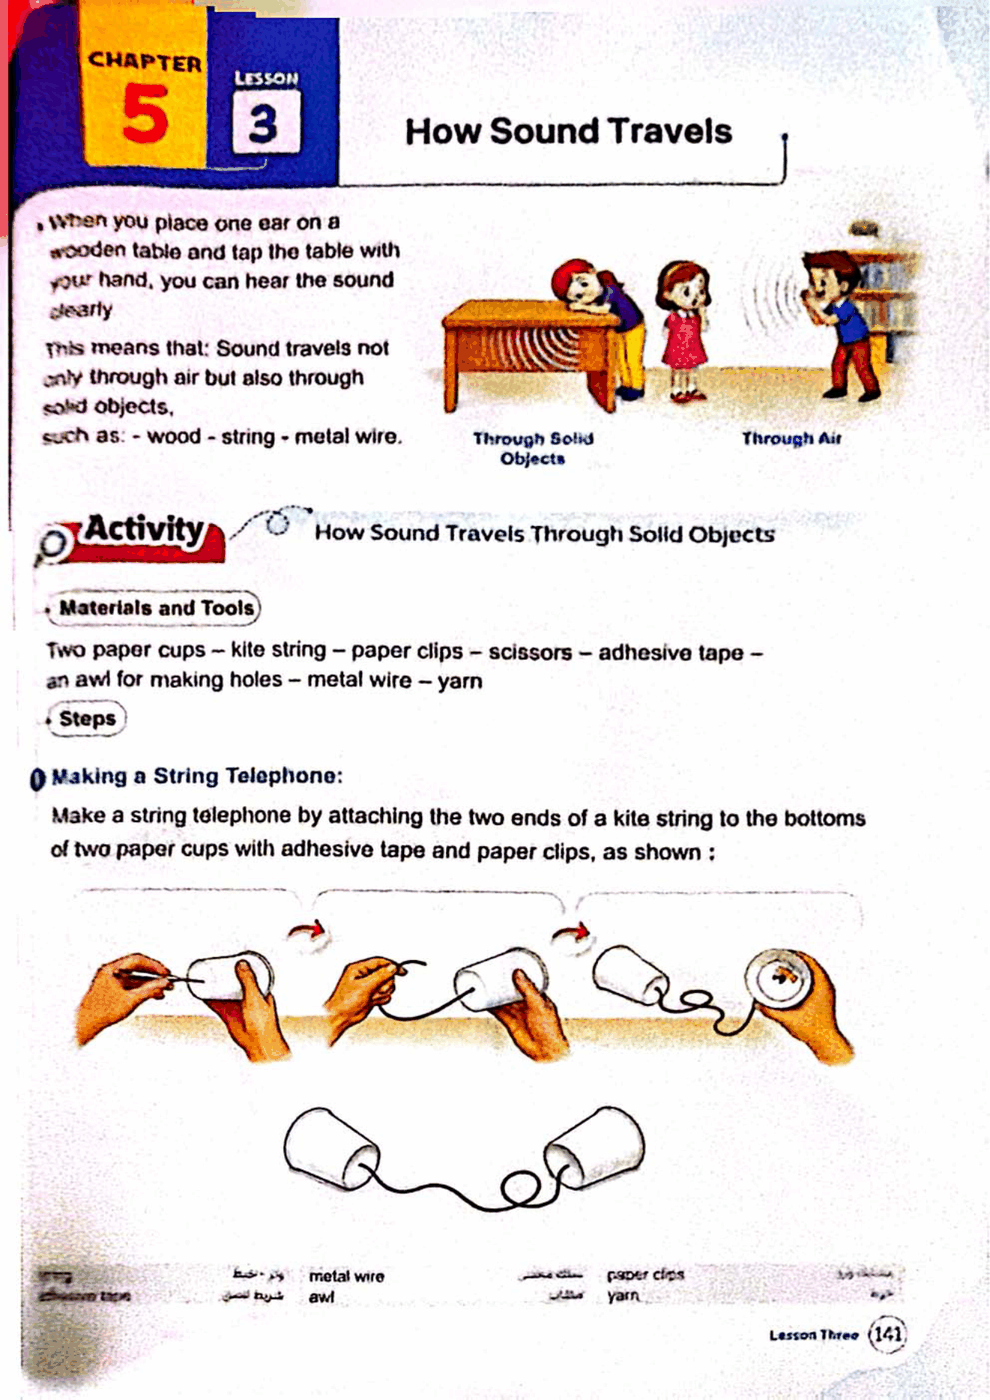 CHAPTER
5
LESSON
3
How Sound Travels
When you place one ear on a
wooden table and tap the table with
your hand, you can hear the sound
clearly
This means that: Sound travels not
only through air but also through
solid objects,
such as: - wood - string - metal wire.
Through Solid
Objects
Through Air
Activity
How Sound Travels Through Solid Objects
Materials and Tools
Two paper cups – kite string – paper clips – scissors – adhesive tape –
an awl for making holes – metal wire – yarn
Steps
Making a String Telephone:
Make a string telephone by attaching the two ends of a kite string to the bottoms
of two paper cups with adhesive tape and paper clips, as shown :
metal wire
paper clips
adhesive tape
شريط لاصق
awl
yarn
Lesson Three 141